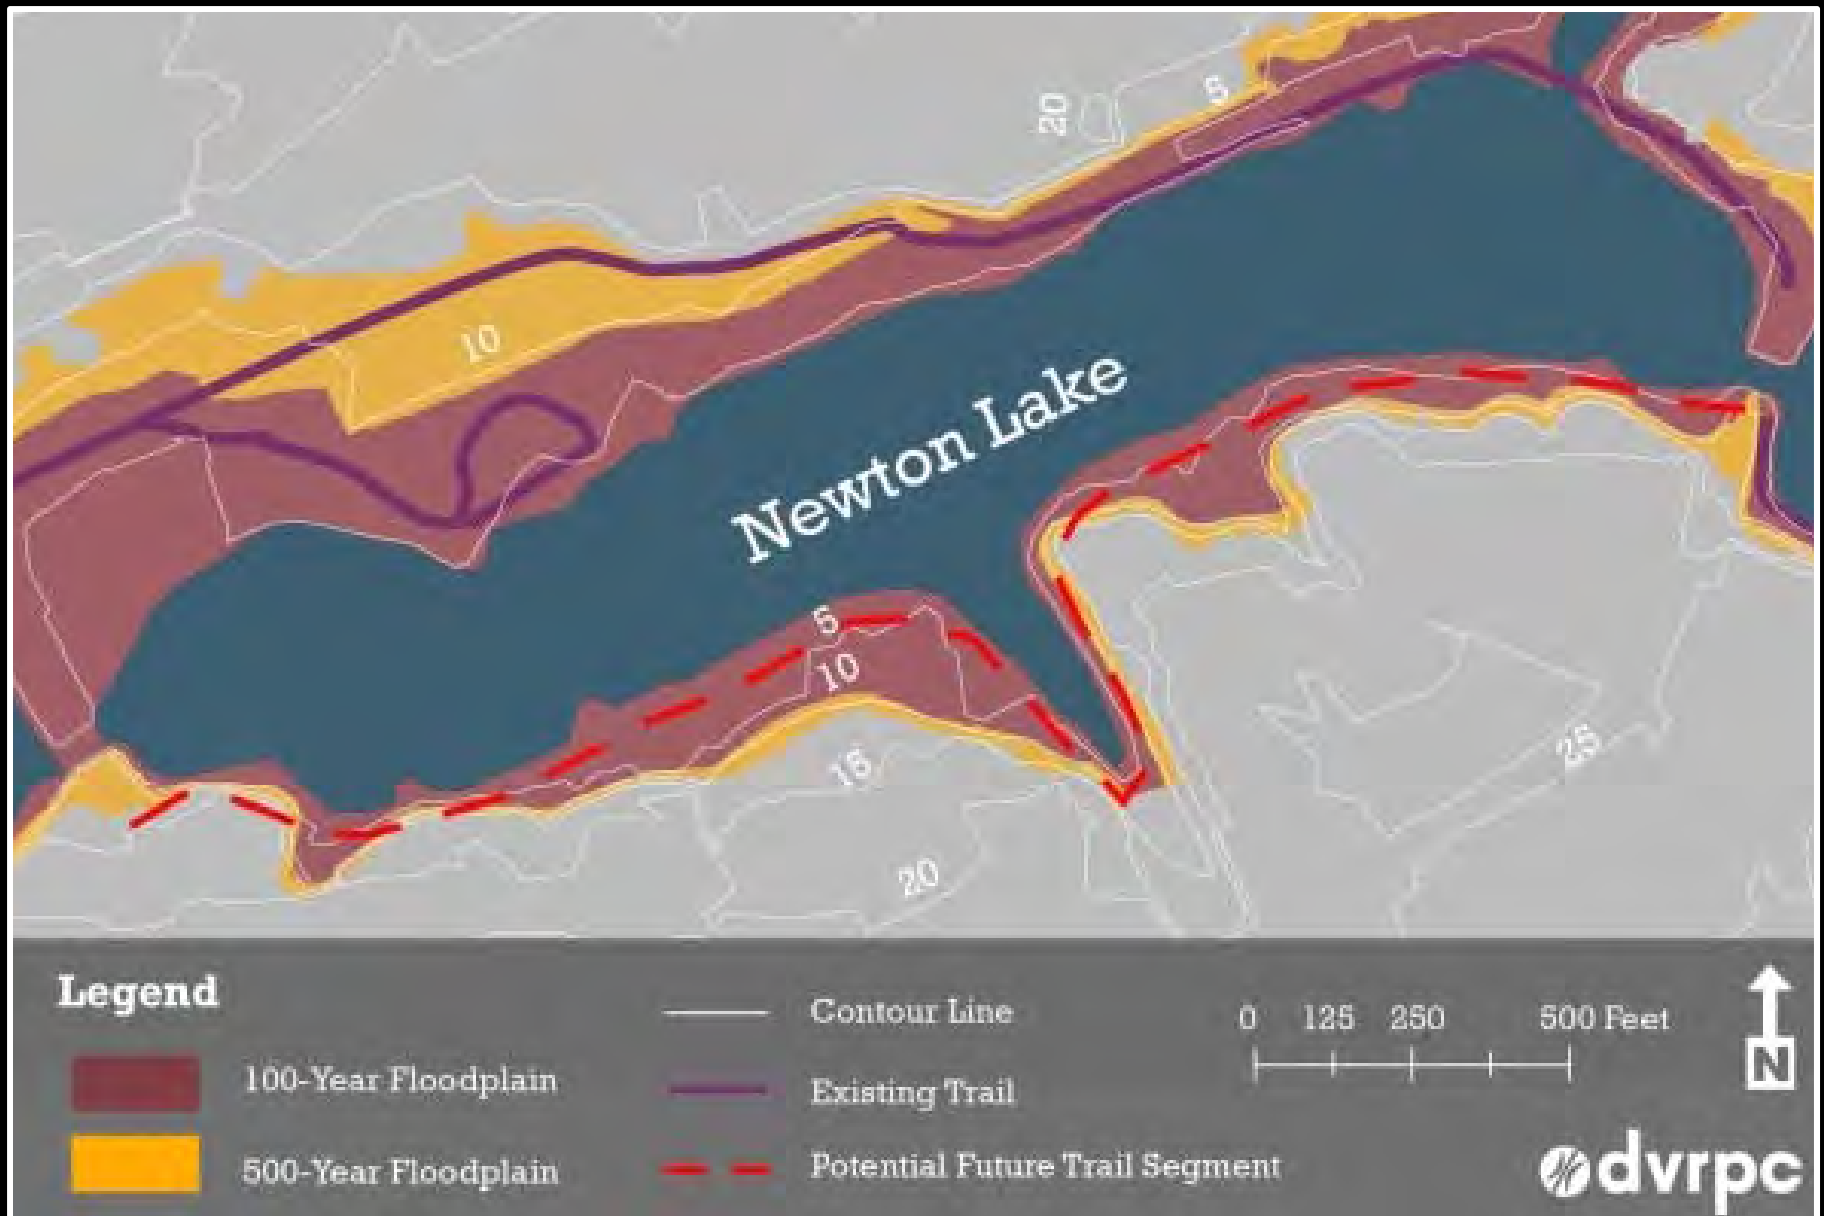 20
5
10
Newton Lake
5
10
15
25
20
Legend
100-Year Floodplain
500-Year Floodplain
Contour Line
Existing Trail
Potential Future Trail Segment
0 125 250 500 Feet
N
dvrpc